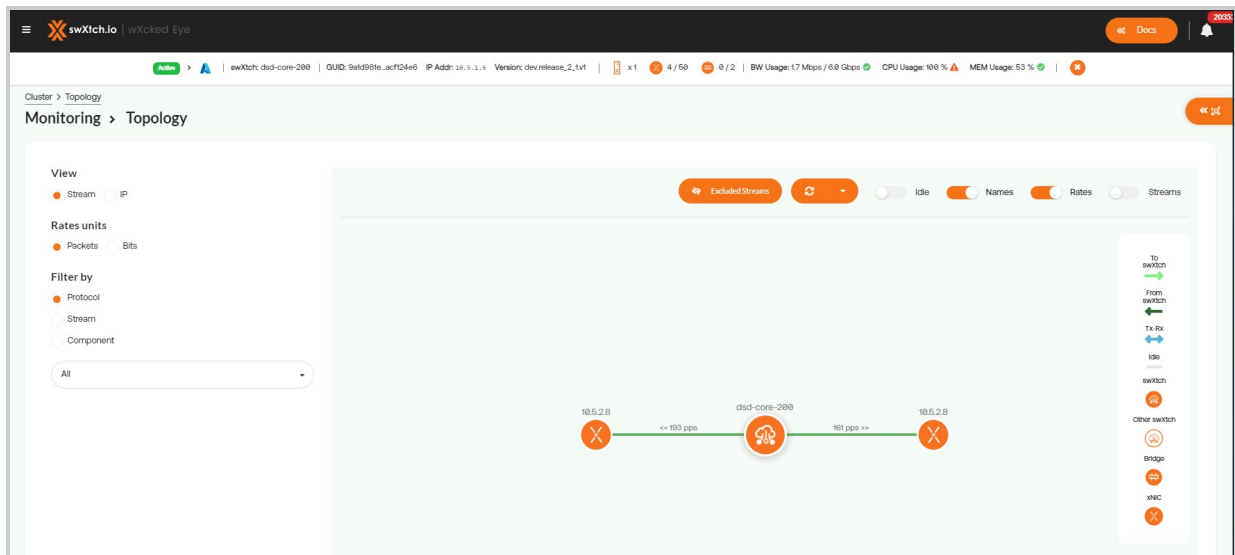 swXtch.io | wXcked Eye
Docs
Active > | swXtch: dsd-core-200 | GUID: 9a1d981e...acf124e6 IP Addr: 10.5.1.6 Version: dev.release_2_1.v1 | x1 4 / 50 0 / 2 | BW Usage: 1.7 Mbps / 6.0 Gbps CPU Usage: 100 % MEM Usage: 53 % |
Cluster > Topology
Monitoring > Topology
View
Stream IP
Rates units
Packets Bits
Filter by
Protocol
Stream
Component
All
Excluded Streams
Idle Names Rates Streams
10.5.2.8
<< 193 pps
dsd-core-200
161 pps >>
10.5.2.8
To
swXtch
From
swXtch
Tx-Rx
Idle
swXtch
Other swXtch
Bridge
xNIC